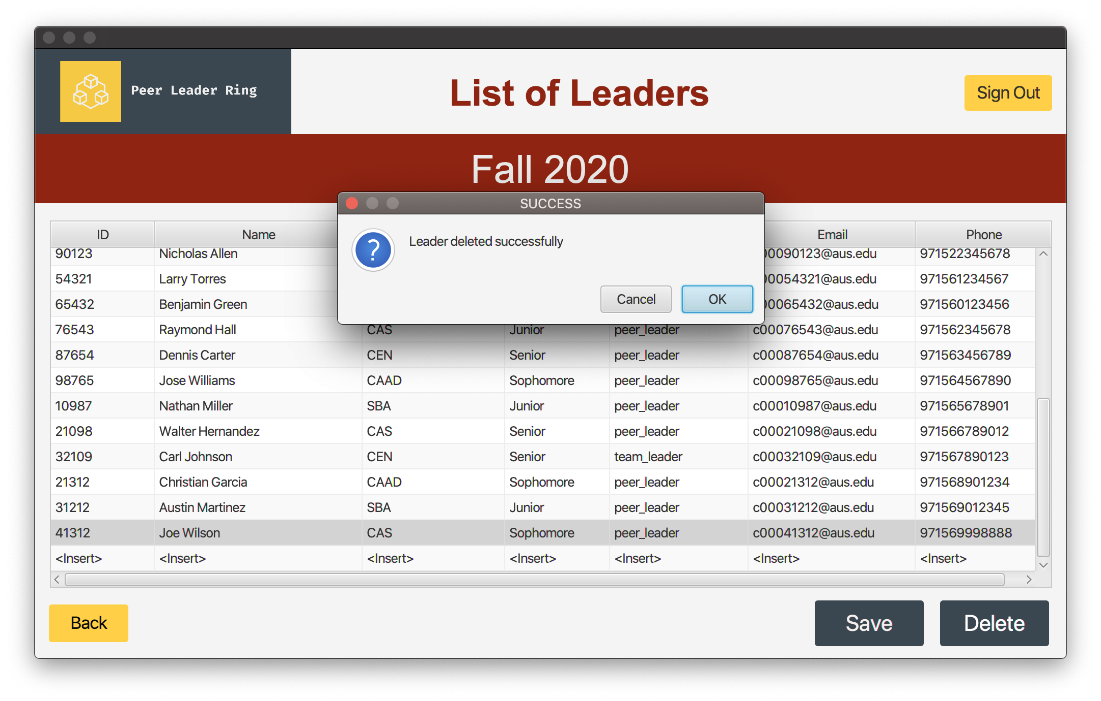 Peer Leader Ring
List of Leaders
Sign Out
Fall 2020
SUCCESS
?
Leader deleted successfully
Cancel OK
ID Name Email Phone
90123 Nicholas Allen 00090123@aus.edu 971522345678
54321 Larry Torres 00054321@aus.edu 971561234567
65432 Benjamin Green 00065432@aus.edu 971560123456
76543 Raymond Hall CAS Junior peer_leader c00076543@aus.edu 971562345678
87654 Dennis Carter CEN Senior peer_leader c00087654@aus.edu 971563456789
98765 Jose Williams CAAD Sophomore peer_leader c00098765@aus.edu 971564567890
10987 Nathan Miller SBA Junior peer_leader c00010987@aus.edu 971565678901
21098 Walter Hernandez CAS Senior peer_leader c00021098@aus.edu 971566789012
32109 Carl Johnson CEN Senior team_leader c00032109@aus.edu 971567890123
21312 Christian Garcia CAAD Sophomore peer_leader c00021312@aus.edu 971568901234
31212 Austin Martinez SBA Junior peer_leader c00031212@aus.edu 971569012345
41312 Joe Wilson CAS Sophomore peer_leader c00041312@aus.edu 971569998888
<Insert> <Insert> <Insert> <Insert> <Insert> <Insert> <Insert>
Back Save Delete